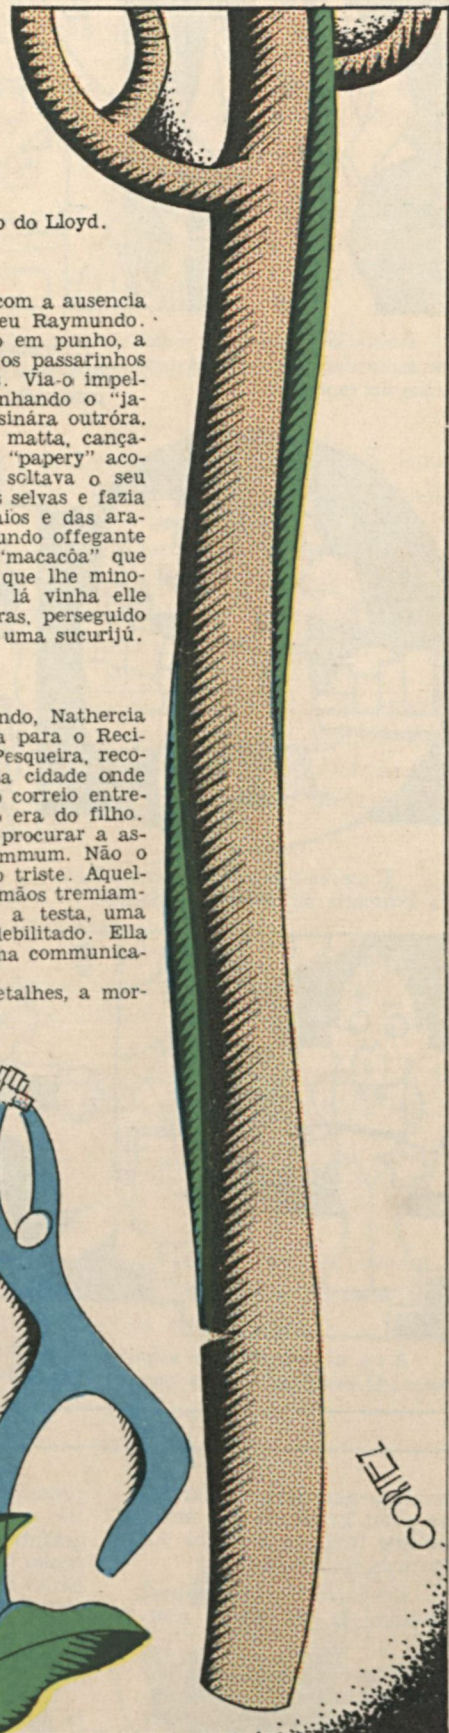 do Lloyd.
com a ausencia
eu Raymundo.
em punho, a
os passarinhos
Via-o impel-
nhando o "ja-
sinára outróra.
matta, cança-
"papery" aco-
soltava o seu
selvas e fazia
aios e das ara-
undo offegante
"macacôa" que
que lhe mino-
lá vinha elle
ras, perseguido
uma sucurijú.
ndo, Nathercia
a para o Reci-
Pesqueira, reco-
a cidade onde
correio entre-
era do filho.
procurar a as-
mmum. Não o
triste. Aquel-
mãos tremiam-
a testa, uma
debilitado. Ella
na communica-
etalhes, a mor-
CORTEZ